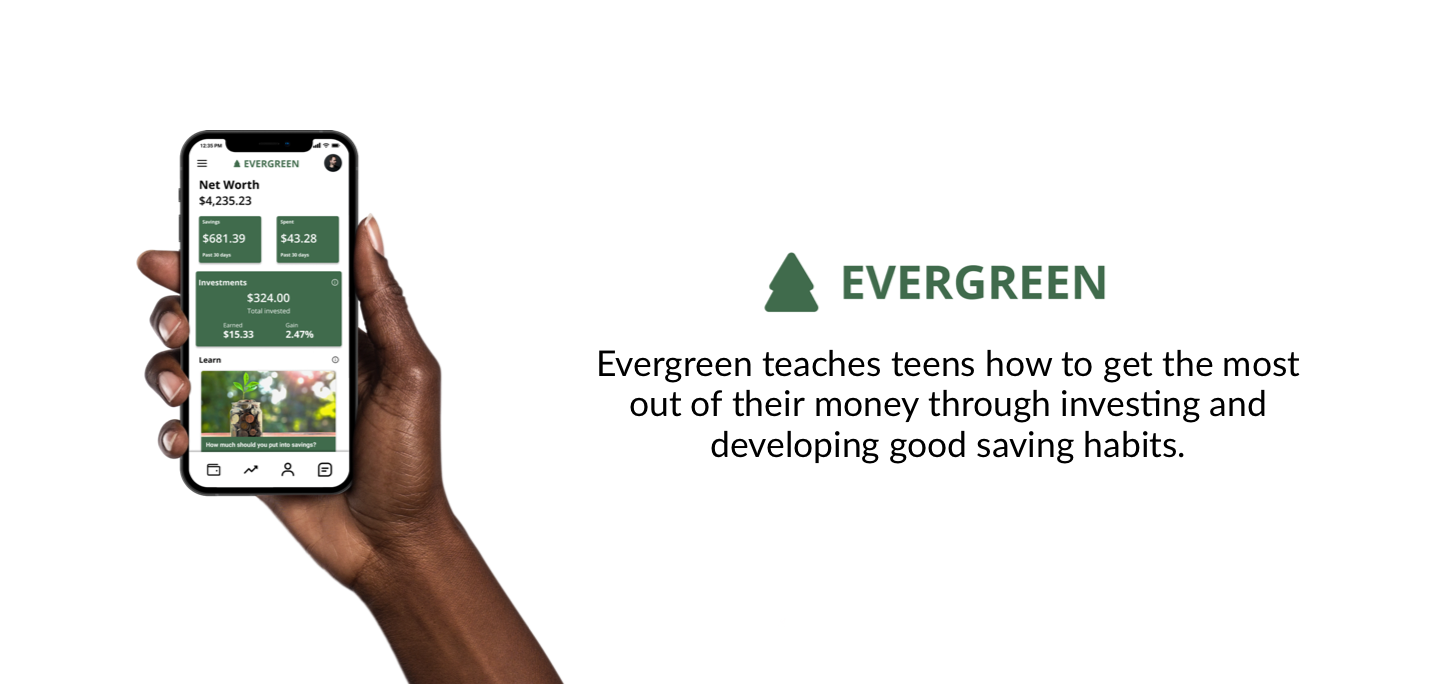 12:35 PM
EVERGREEN
Net Worth
$4,235.23
Savings
$681.39
Past 30 days
Spent
$43.28
Past 30 days
Investments
$324.00
Total invested
Earned
$15.33
Gain
2.47%
Learn
How much should you put into savings?
EVERGREEN
Evergreen teaches teens how to get the most
out of their money through investing and
developing good saving habits.